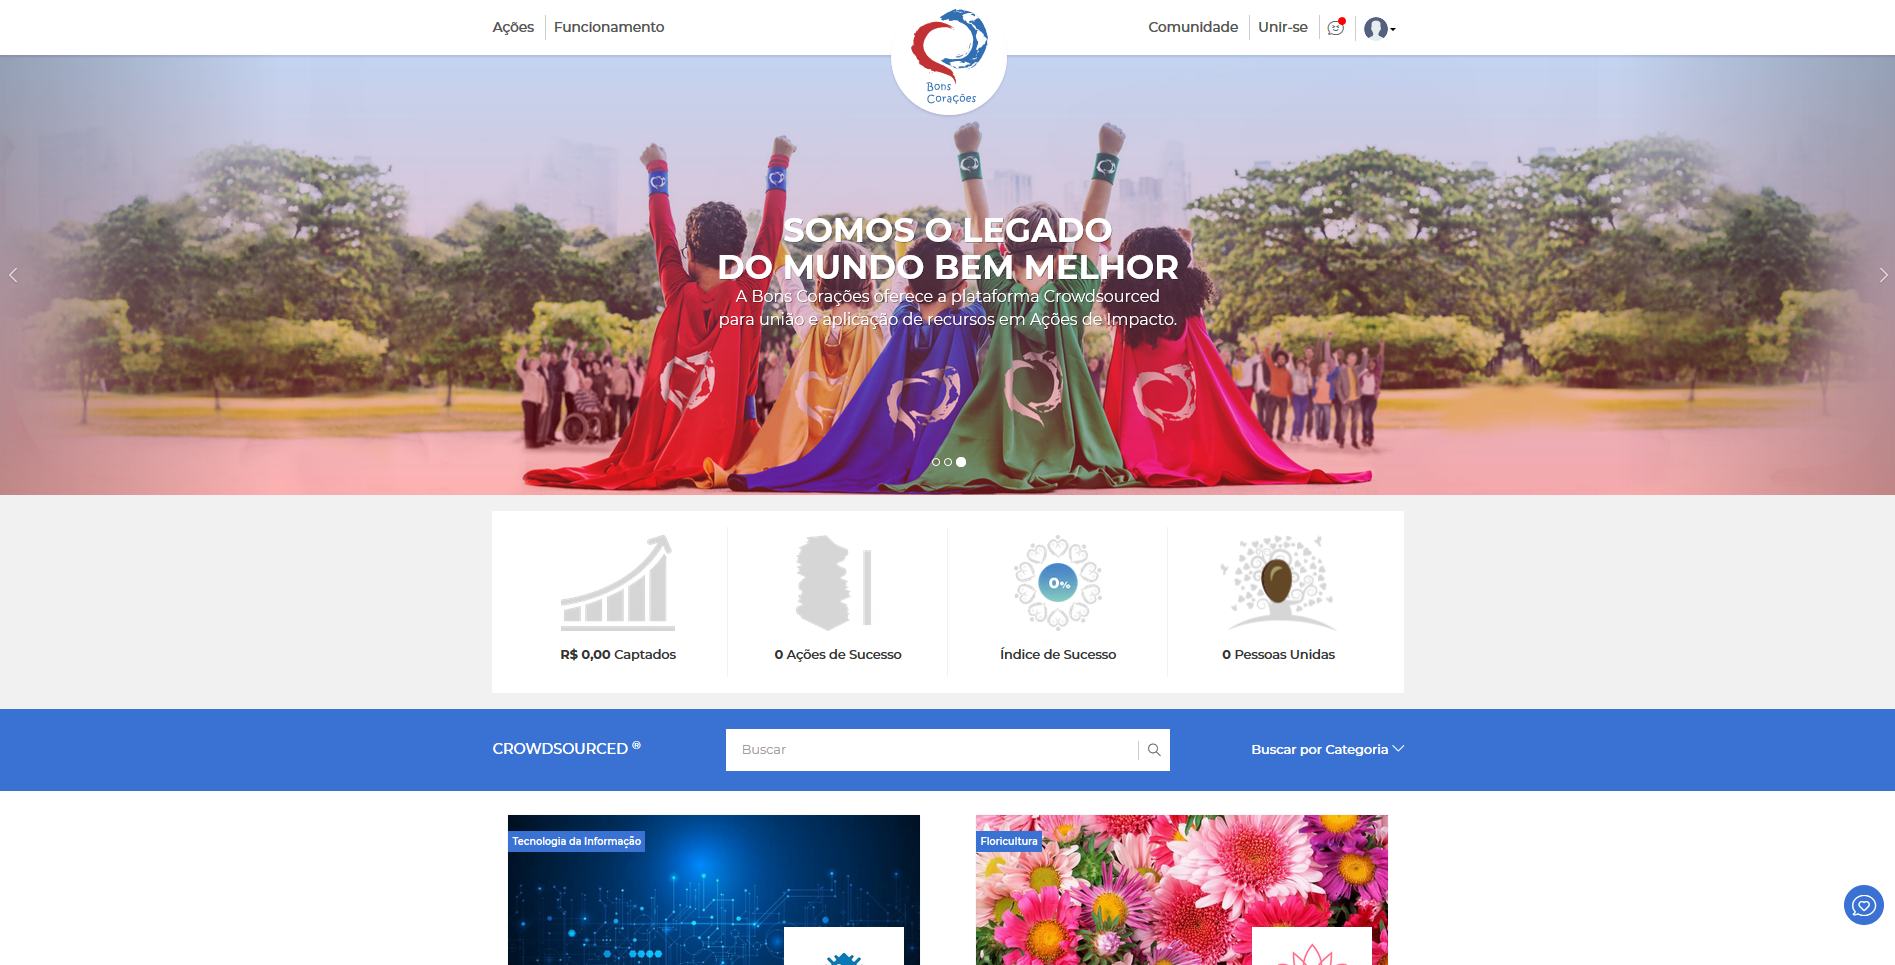 Ações
Funcionamento
Bons
Corações
Comunidade
Unir-se
SOMOS O LEGADO
DO MUNDO BEM MELHOR
A Bons Corações oferece a plataforma Crowdsourced
para união e aplicação de recursos em Ações de Impacto.
0%
R$ 0,00 Captados
0 Ações de Sucesso
Índice de Sucesso
0 Pessoas Unidas
CROWDSOURCED ®
Buscar
Buscar por Categoria
Tecnologia da Informação
Floricultura